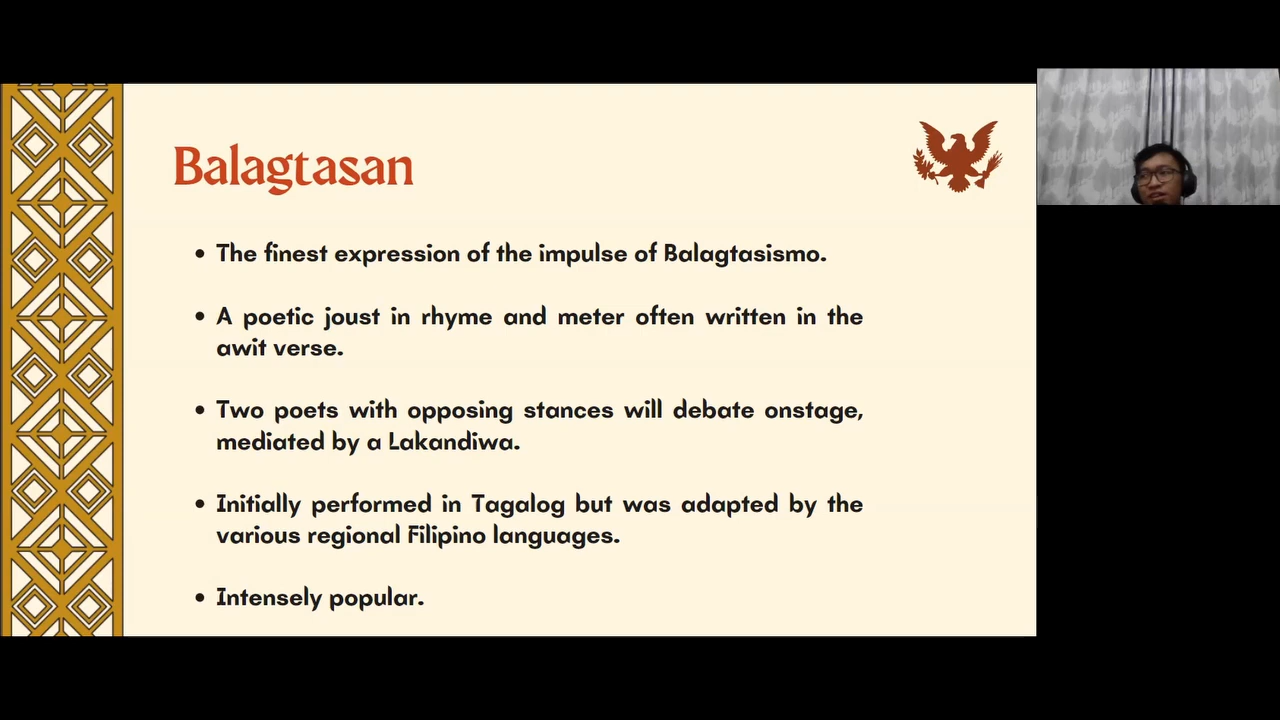 Balagtasan
• The finest expression of the impulse of Balagtasismo.
• A poetic joust in rhyme and meter often written in the
awit verse.
• Two poets with opposing stances will debate onstage,
mediated by a Lakandiwa.
• Initially performed in Tagalog but was adapted by the
various regional Filipino languages.
• Intensely popular.